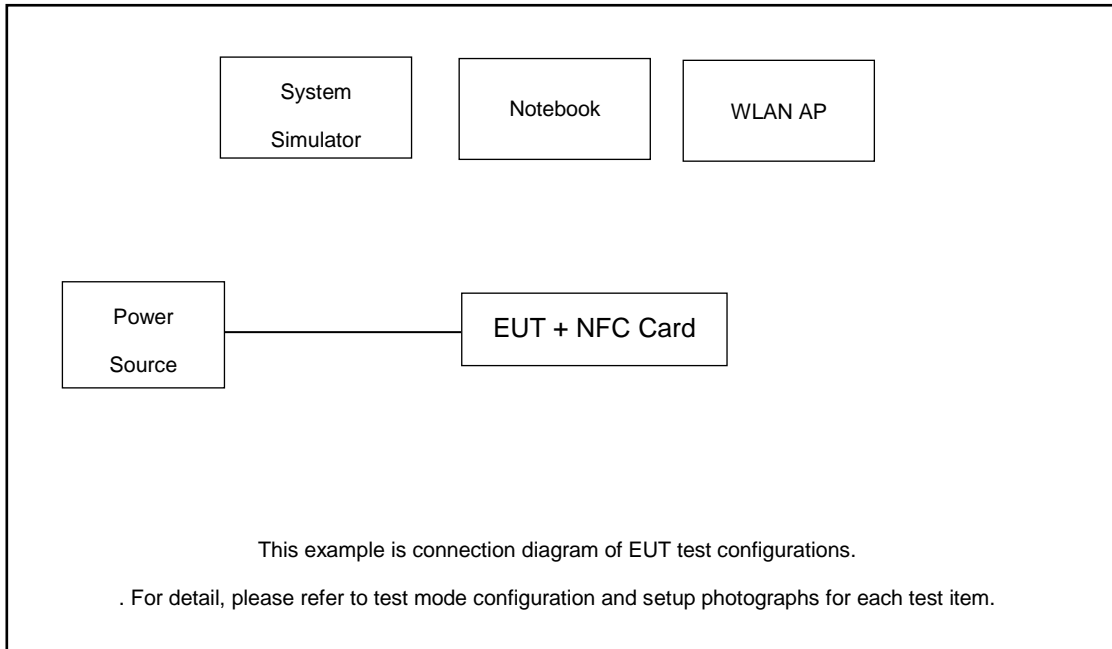 System
Simulator
Notebook
WLAN AP
Power
Source
EUT + NFC Card
This example is connection diagram of EUT test configurations.
. For detail, please refer to test mode configuration and setup photographs for each test item.